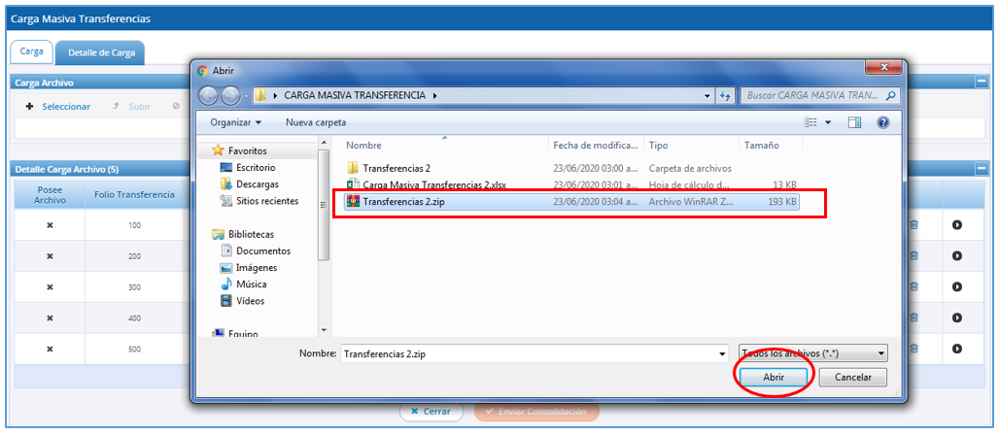 Carga Masiva Transferencias
Carga
Detalle de Carga
Carga Archivo
Seleccionar
Subir
Detalle Carga Archivo (5)
Posee Archivo
Folio Transferencia
100
200
300
400
500
Cerrar
Enviar Consolidación
Abrir
CARGA MASIVA TRANSFERENCIA
Buscar CARGA MASIVA TRAN...
Organizar
Nueva carpeta
Favoritos
Escritorio
Descargas
Sitios recientes
Bibliotecas
Documentos
Imágenes
Música
Vídeos
Equipo
Nombre
Fecha de modifica...
Tipo
Tamaño
Transferencias 2
23/06/2020 03:00 a...
Carpeta de archivos
Carga Masiva Transferencias 2.xlsx
23/06/2020 03:01 a...
Hoja de cálculo d...
13 KB
Transferencias 2.zip
23/06/2020 03:04 a...
Archivo WinRAR Z...
193 KB
Nombre:
Transferencias 2.zip
Todos los archivos (*.*)
Abrir
Cancelar